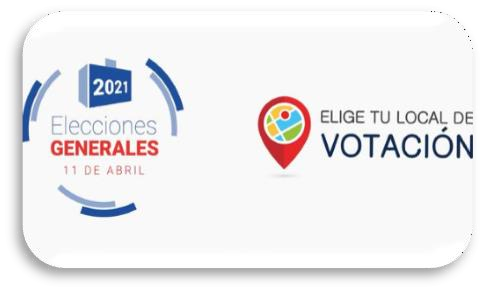 2021
Elecciones
GENERALES
11 DE ABRIL
ELIGE TU LOCAL DE
VOTACIÓN